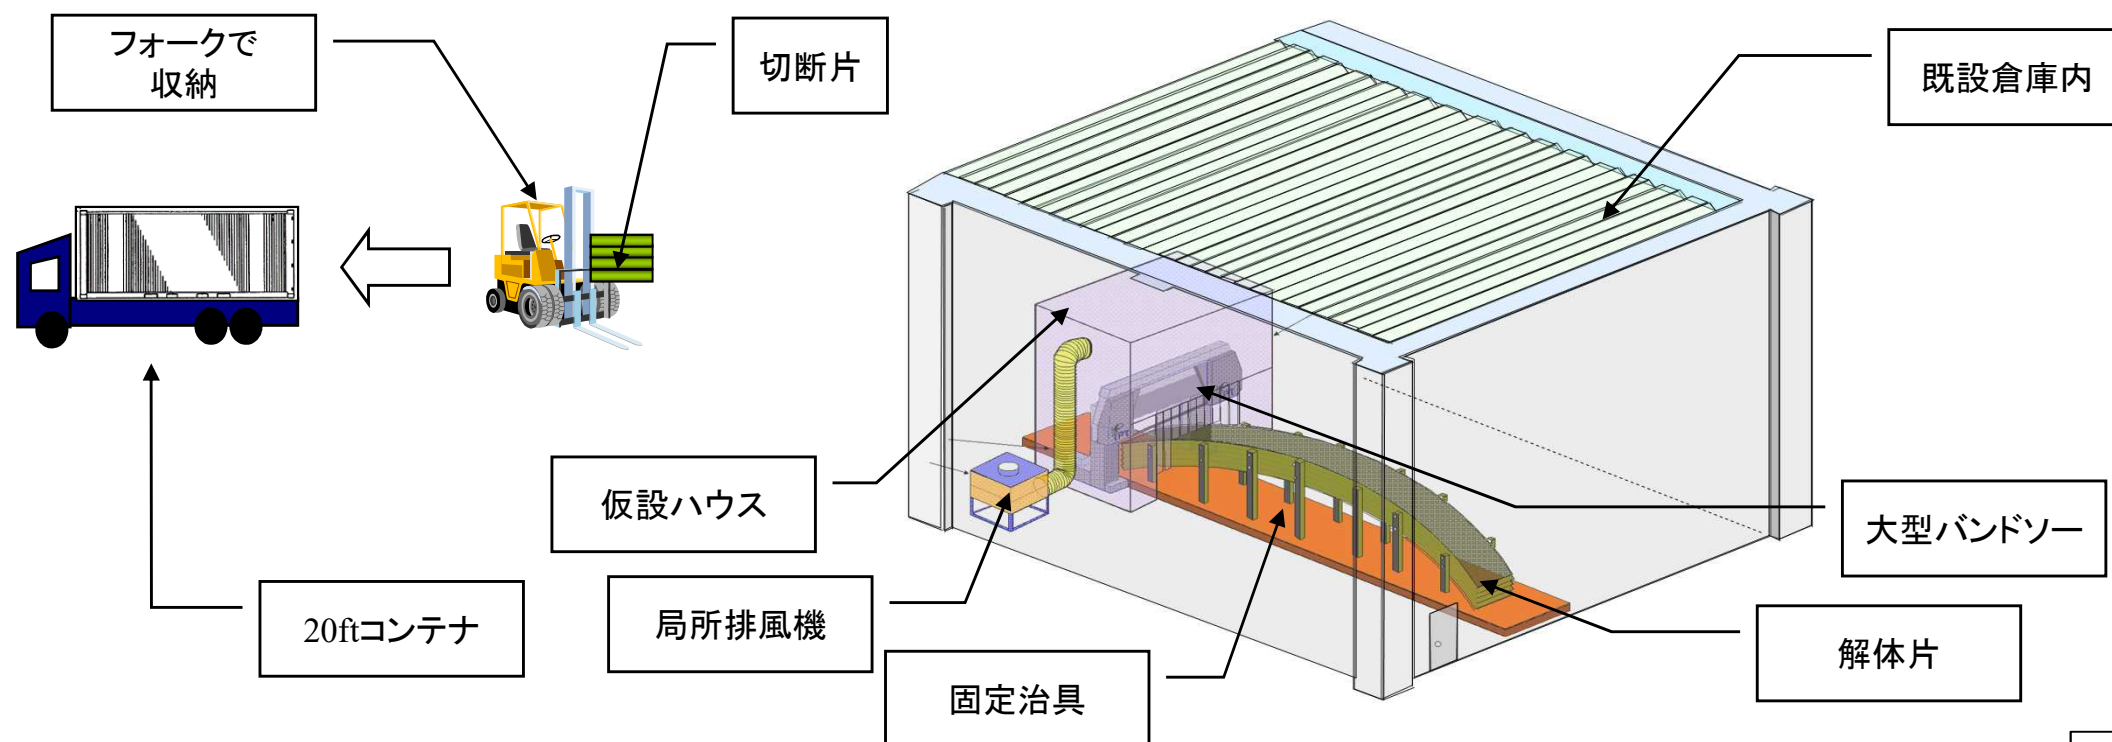 フォークで
収納
切断片
既設倉庫内
仮設ハウス
大型バンドソー
20ftコンテナ
局所排風機
解体片
固定治具